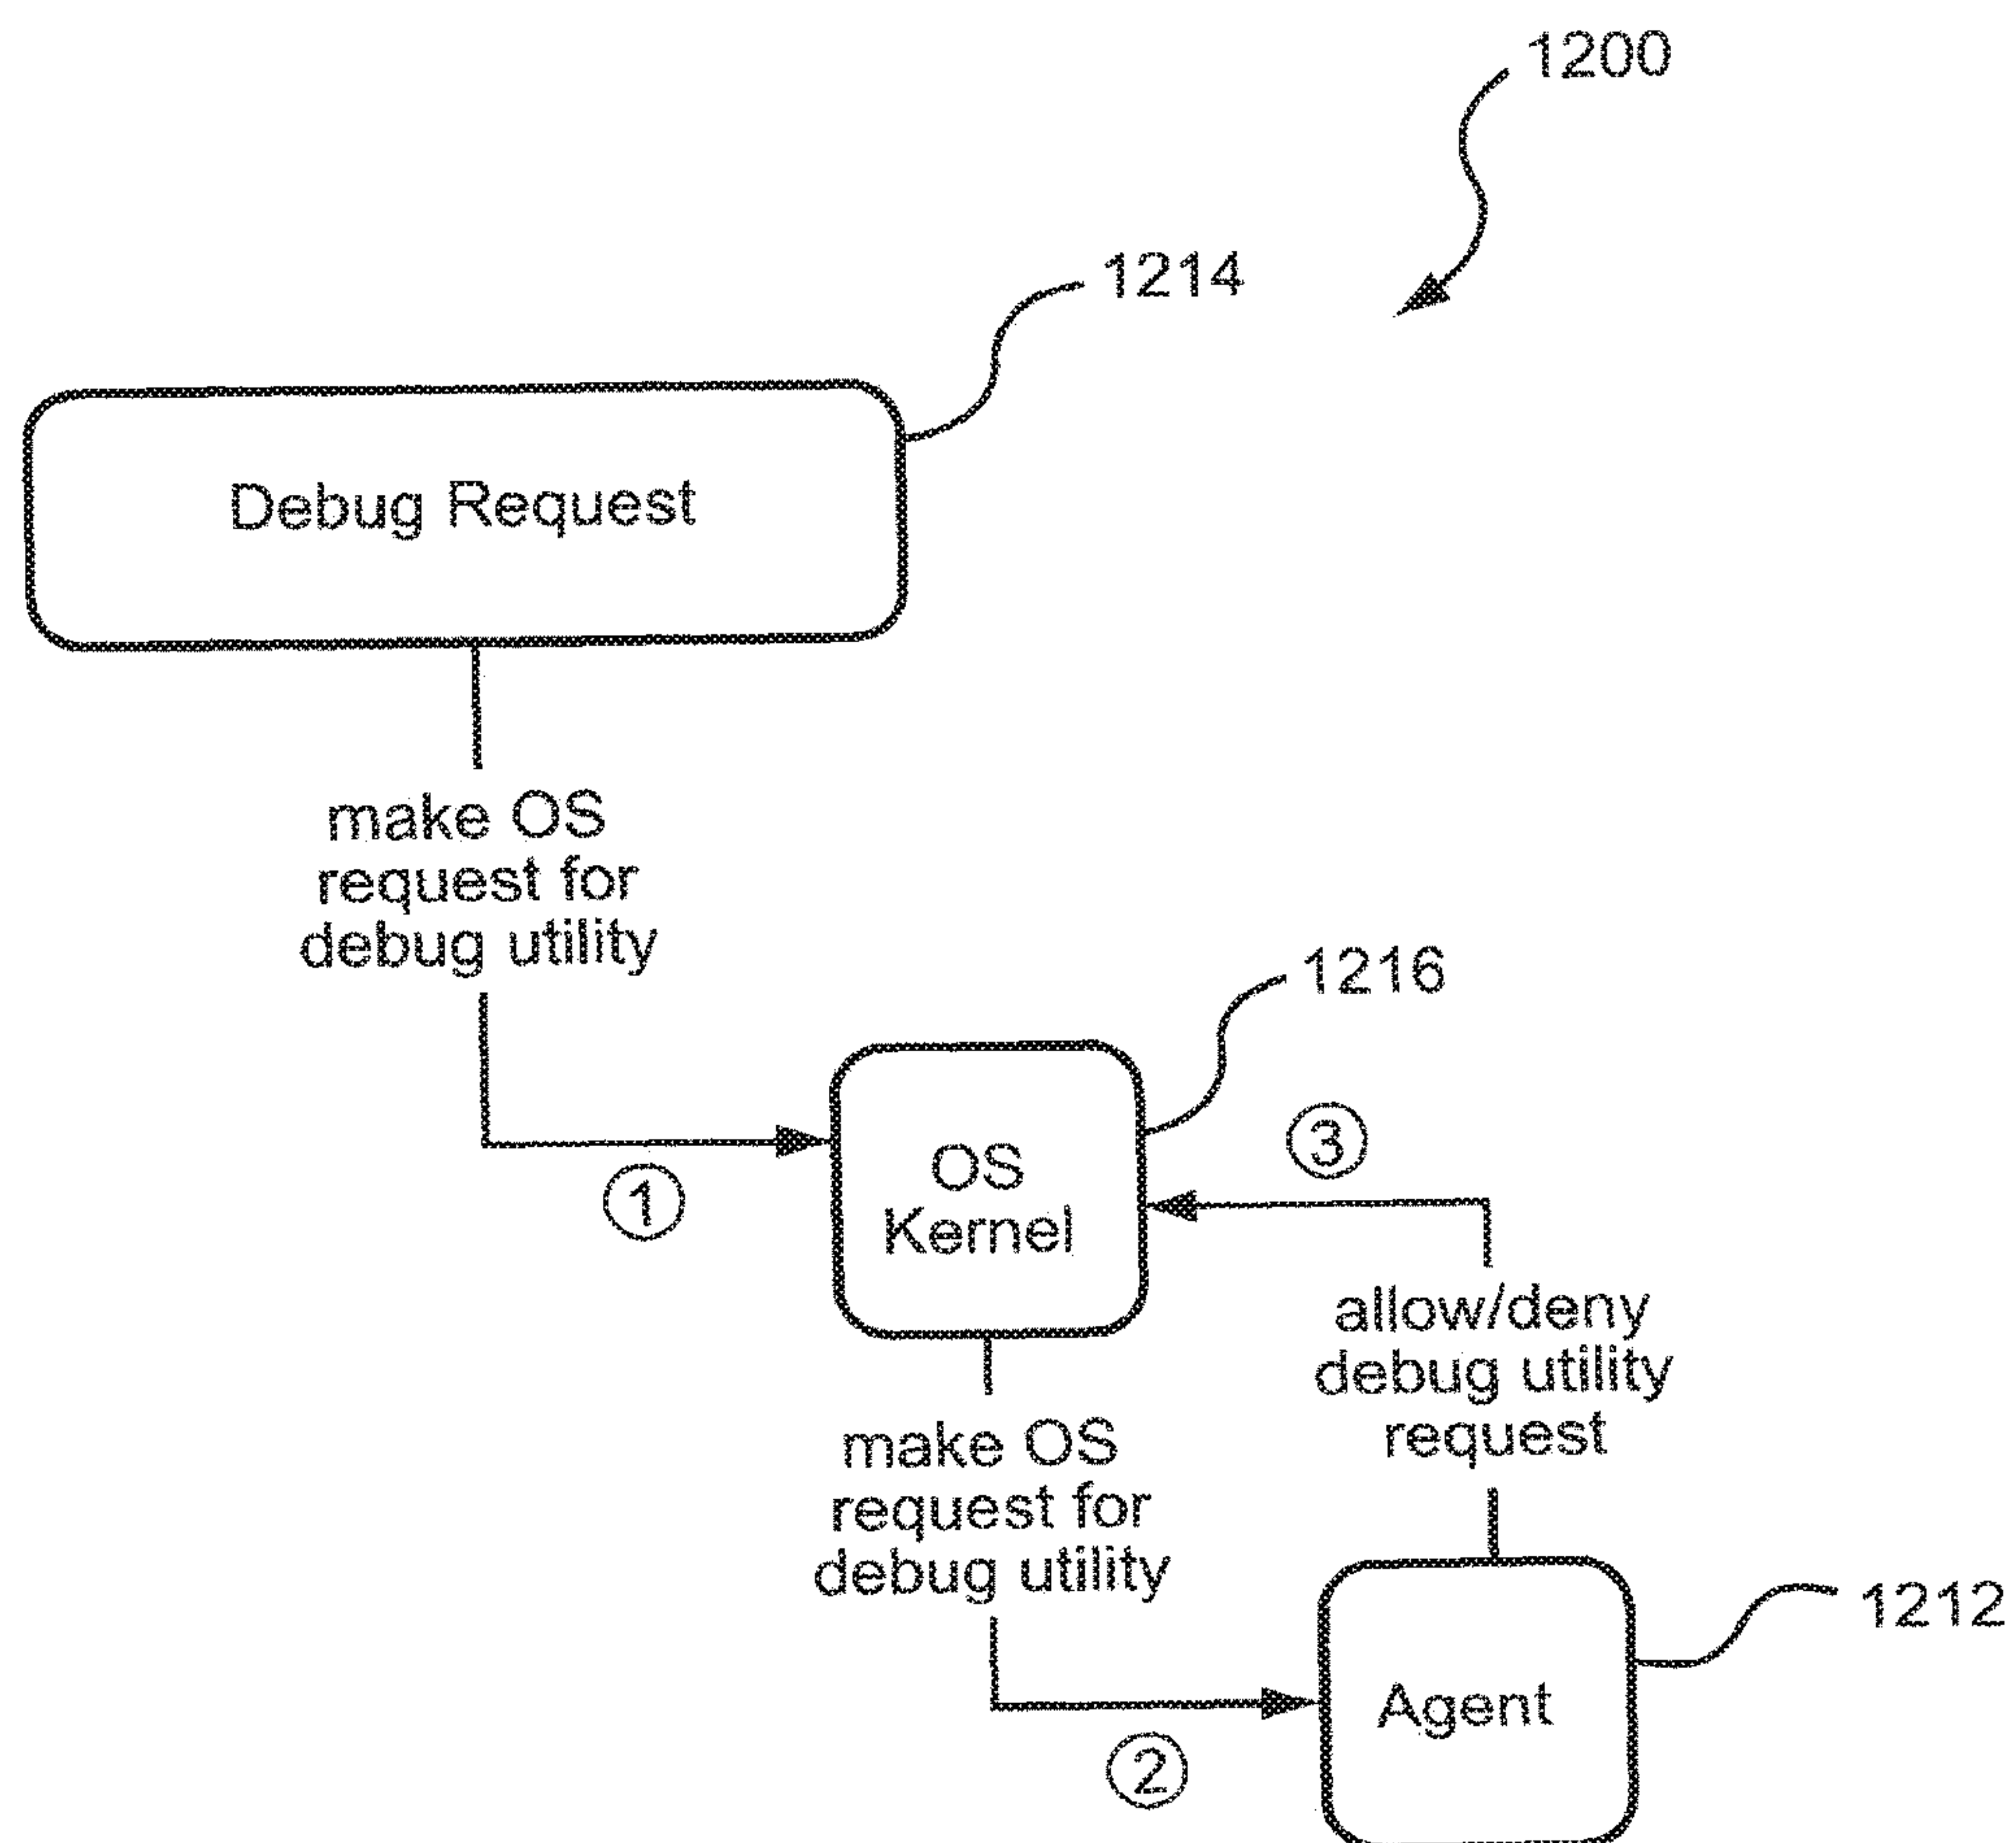 1200
1214
Debug Request
make OS
request for
debug utility
1216
OS
Kernel
1
3
allow/deny
debug utility
request
make OS
request for
debug utility
1212
Agent
2